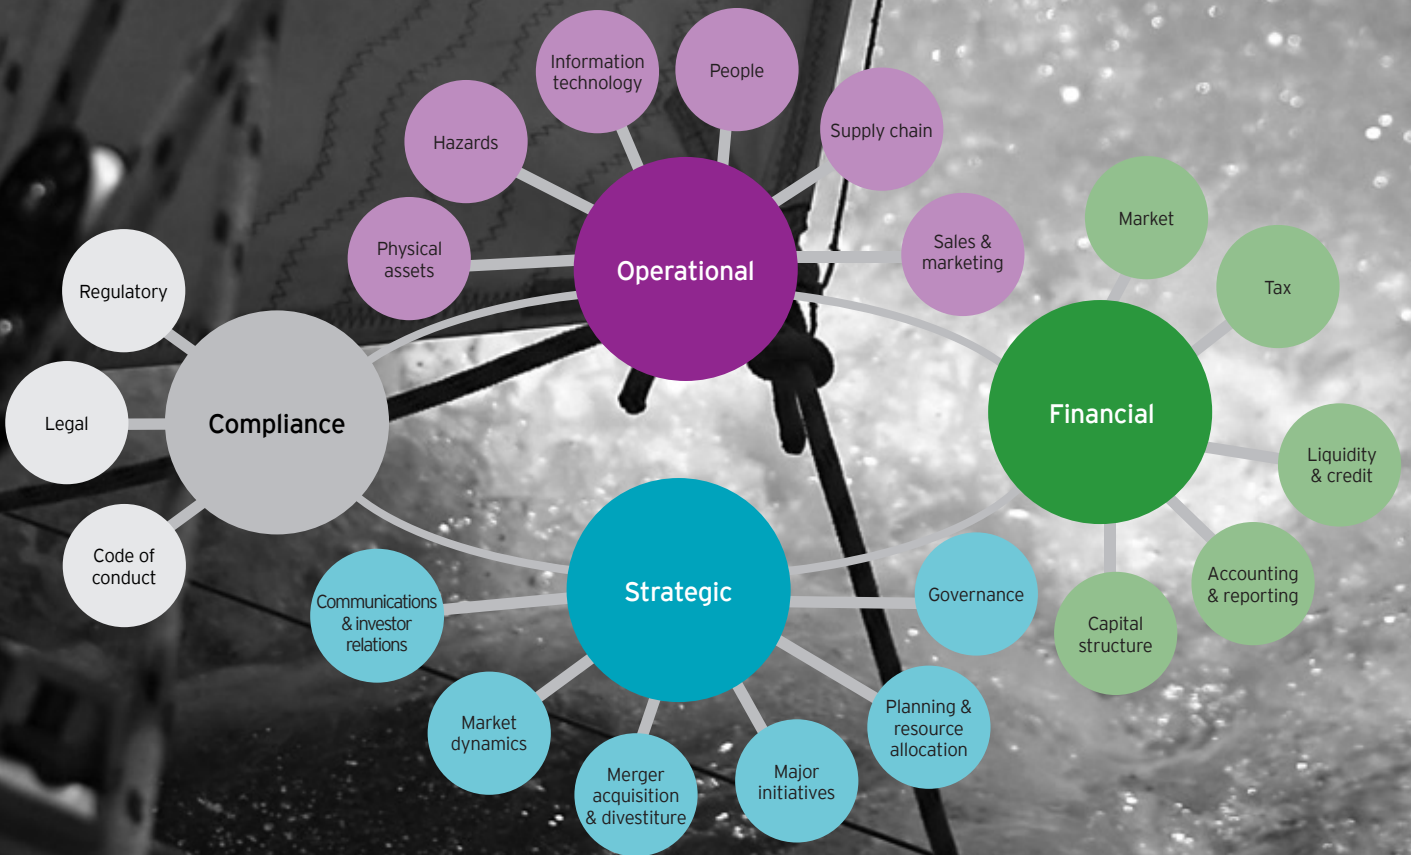 Information
technology
People
Hazards
Supply chain
Physical
assets
Operational
Sales &
marketing
Market
Tax
Regulatory
Legal
Compliance
Code of
conduct
Financial
Liquidity
& credit
Accounting
& reporting
Capital
structure
Strategic
Communications
& investor
relations
Governance
Market
dynamics
Merger
acquisition
& divestiture
Major
initiatives
Planning &
resource
allocation